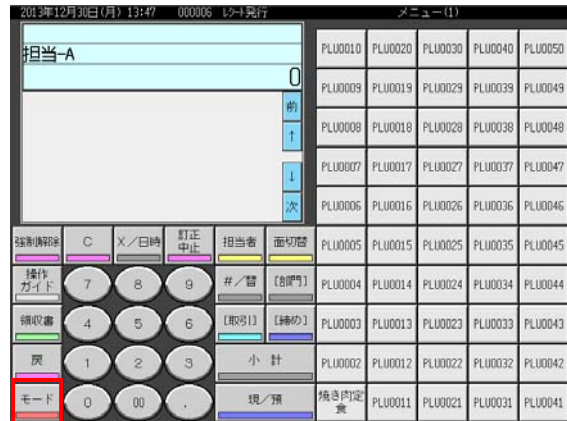 2013年12月30日(月) 13:47 000006 レシート発行 メニュー(1)
担当-A
0
前
↑
↓
次
PLU0010 PLU0020 PLU0030 PLU0040 PLU0050
PLU0009 PLU0019 PLU0029 PLU0039 PLU0049
PLU0008 PLU0018 PLU0028 PLU0038 PLU0048
PLU0007 PLU0017 PLU0027 PLU0037 PLU0047
PLU0006 PLU0016 PLU0026 PLU0036 PLU0046
強制解除 C X/日時 訂正
中止 担当者 面切替 PLU0005 PLU0015 PLU0025 PLU0035 PLU0045
操作
ガイド 7 8 9 #/替 [部門] PLU0004 PLU0014 PLU0024 PLU0034 PLU0044
領収書 4 5 6 [取引] [締め] PLU0003 PLU0013 PLU0023 PLU0033 PLU0043
戻 1 2 3 小 計 PLU0002 PLU0012 PLU0022 PLU0032 PLU0042
モード 0 00 . 現/預 焼き肉定
食 PLU0011 PLU0021 PLU0031 PLU0041